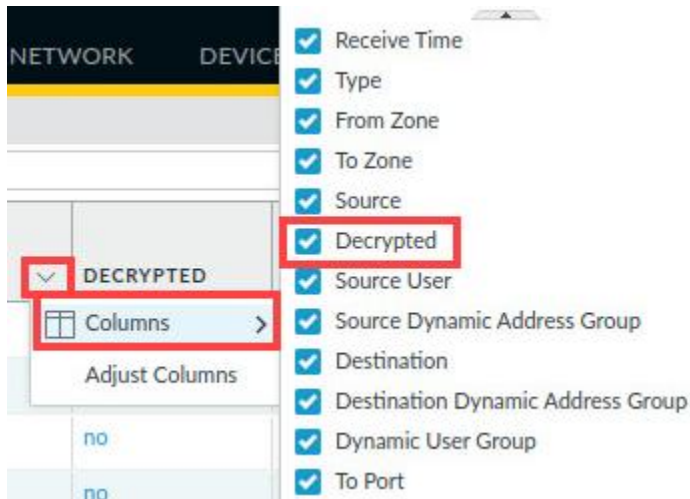 NETWORK
DEVICE
DECRYPTED
Columns
Adjust Columns
no
no
Receive Time
Type
From Zone
To Zone
Source
Decrypted
Source User
Source Dynamic Address Group
Destination
Destination Dynamic Address Group
Dynamic User Group
To Port